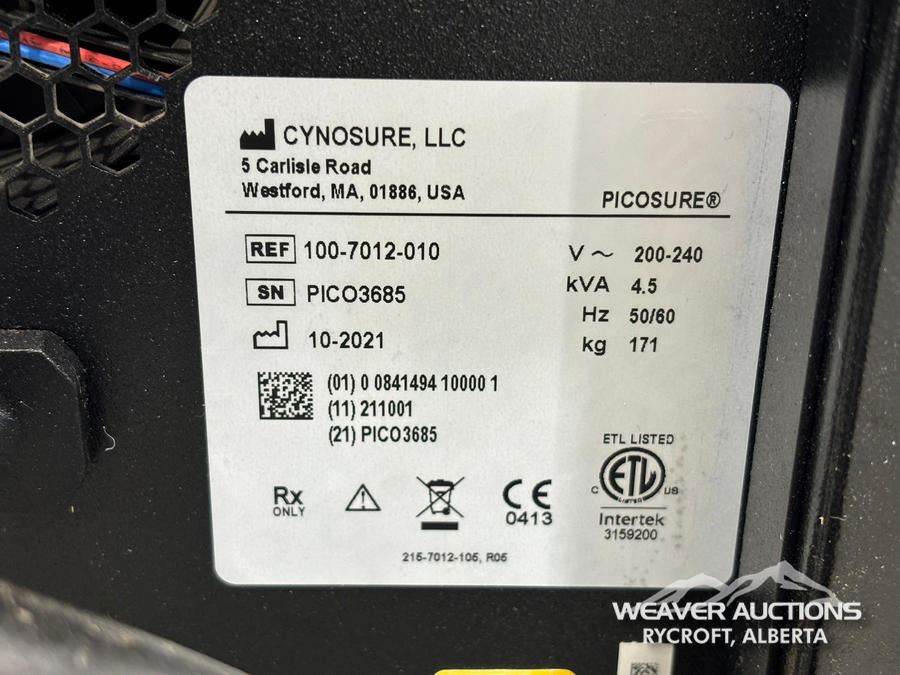 CYNOSURE, LLC
5 Carlisle Road
Westford, MA, 01886, USA
PICOSURE®
REF 100-7012-010
SN PICO3685
10-2021
V ~ 200-240
kVA 4.5
Hz 50/60
kg 171
(01) 0 0841494 10000 1
(11) 211001
(21) PICO3685
Rx
ONLY
CE
0413
ETL LISTED
C ETL US
LISTED
Intertek
3159200
215-7012-105, R05
WEAVER AUCTIONS
RYCROFT, ALBERTA